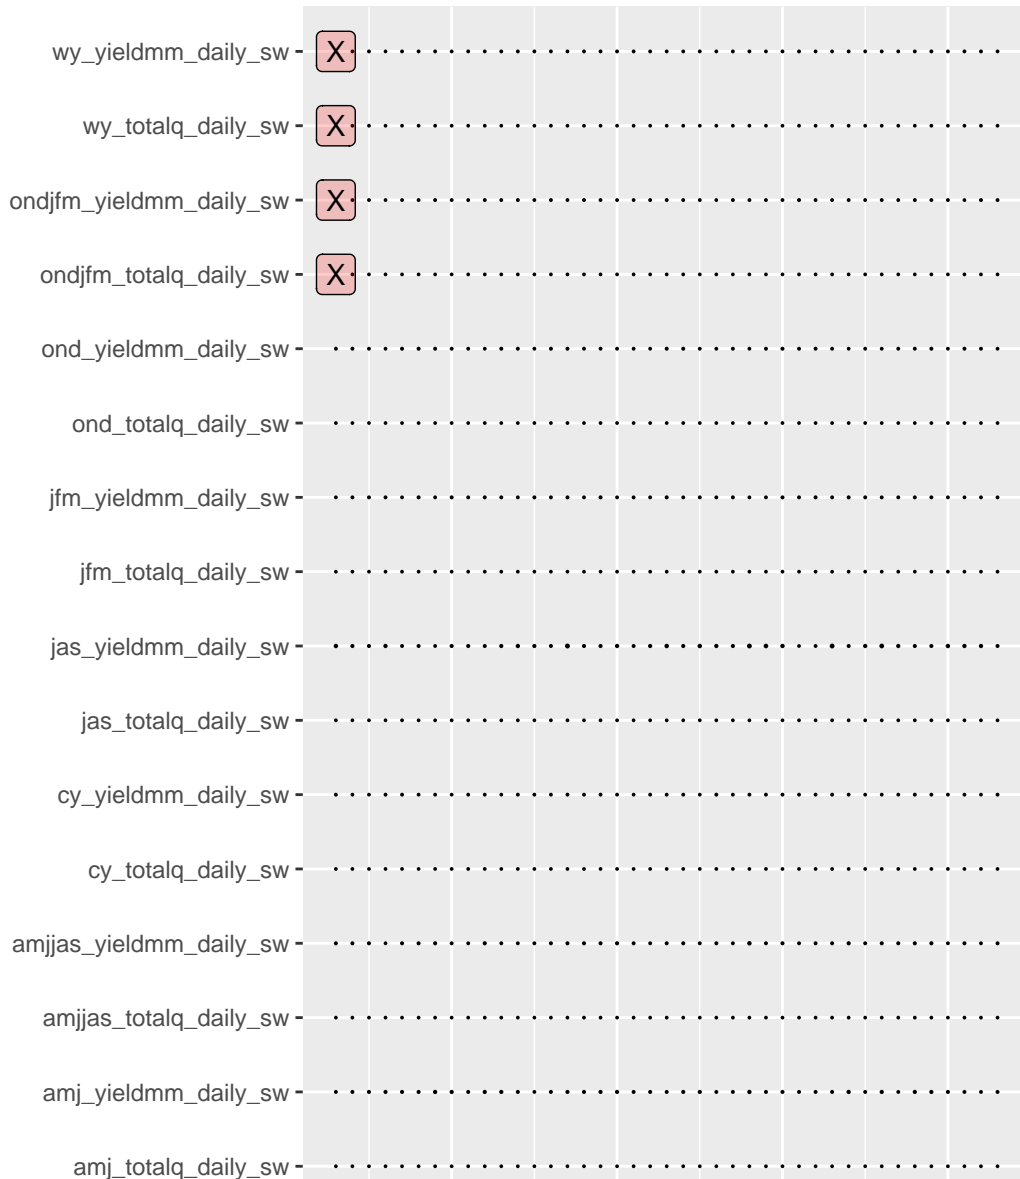 wy_yieldmm_daily_sw X
wy_totalq_daily_sw X
ondjfm_yieldmm_daily_sw X
ondjfm_totalq_daily_sw X
ond_yieldmm_daily_sw
ond_totalq_daily_sw
jfm_yieldmm_daily_sw
jfm_totalq_daily_sw
jas_yieldmm_daily_sw
jas_totalq_daily_sw
cy_yieldmm_daily_sw
cy_totalq_daily_sw
amjjas_yieldmm_daily_sw
amjjas_totalq_daily_sw
amj_yieldmm_daily_sw
amj_totalq_daily_sw